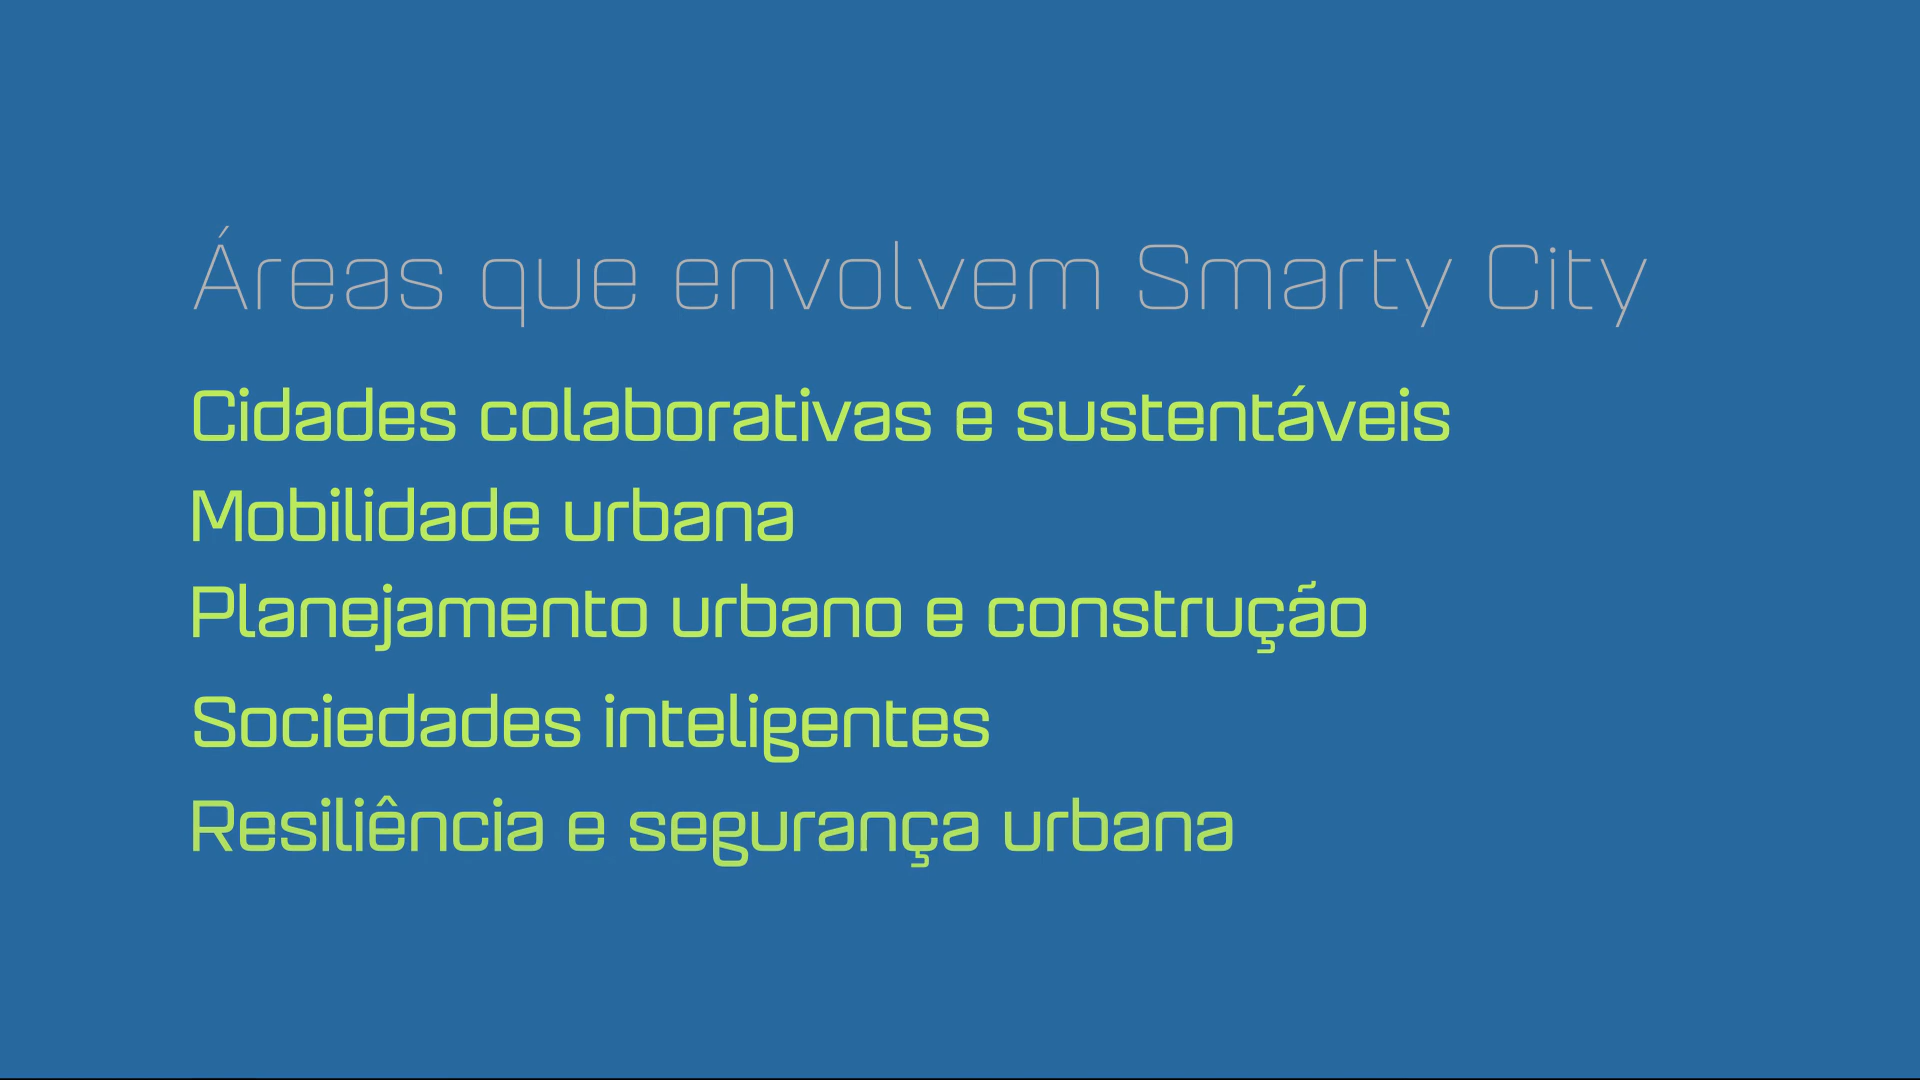 Áreas que envolvem Smarty City
Cidades colaborativas e sustentáveis
Mobilidade urbana
Planejamento urbano e construção
Sociedades inteligentes
Resiliência e segurança urbana